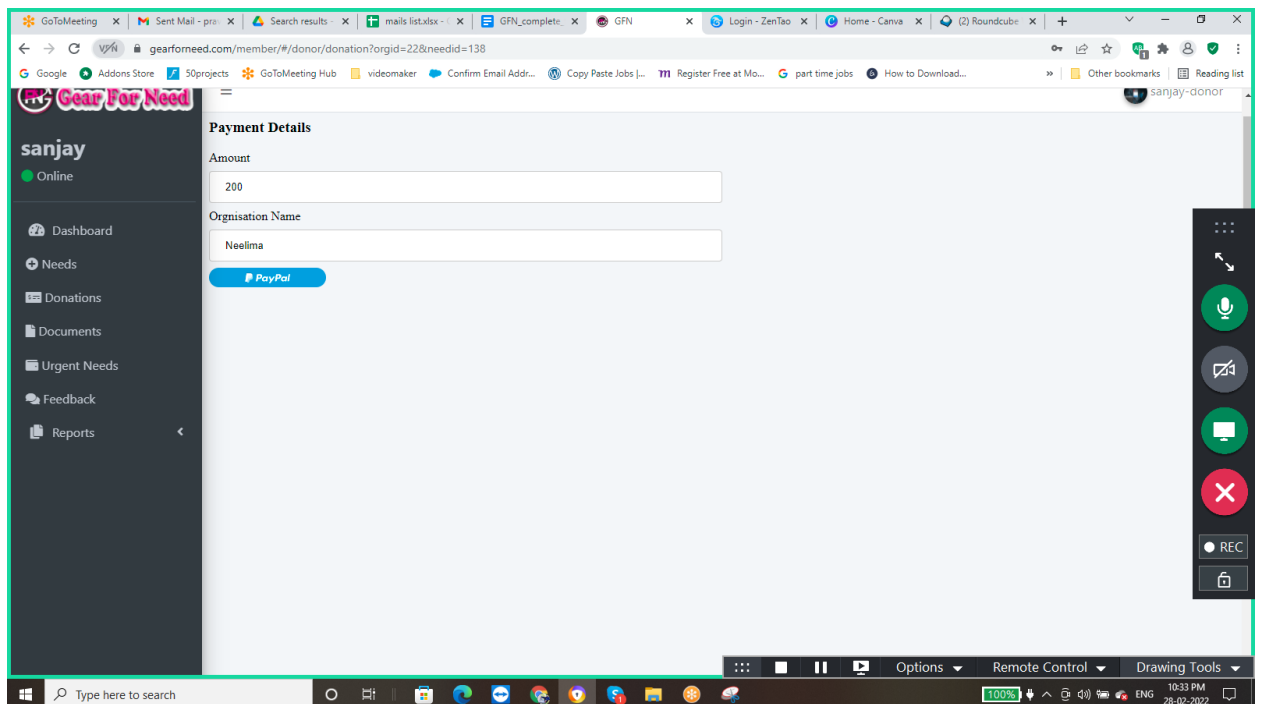 GoToMeeting
Sent Mail - pra
Search results -
mails list.xlsx -
GFN_complete_
GFN
Login - ZenTao
Home - Canva
(2) Roundcube
VPN
gearforneed.com/member/#/donor/donation?orgid=22&needid=138
Google
Addons Store
50projects
GoToMeeting Hub
videomaker
Confirm Email Addr...
Copy Paste Jobs |...
Register Free at Mo...
part time jobs
How to Download...
»
Other bookmarks
Reading list
Gear For Need
sanjay-donor
sanjay
Online
Dashboard
Needs
Donations
Documents
Urgent Needs
Feedback
Reports
Payment Details
Amount
200
Orgnisation Name
Neelima
PayPal
REC
Options
Remote Control
Drawing Tools
Type here to search
100%
ENG
10:33 PM
28-02-2022